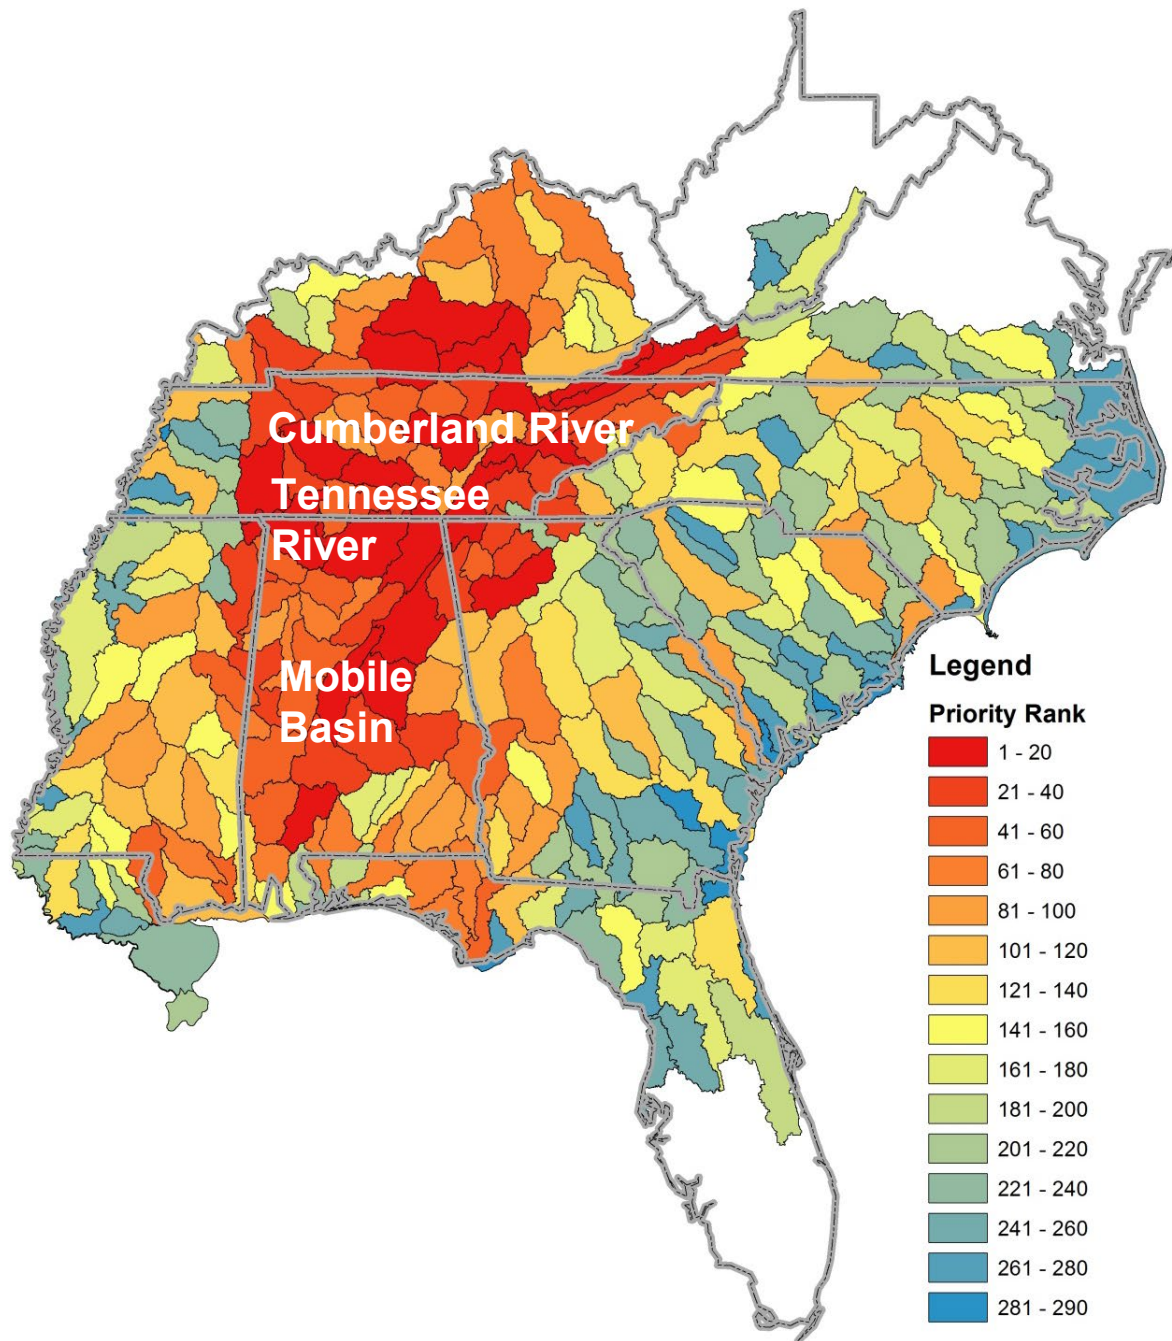 Cumberland River
Tennessee
River
Mobile
Basin
Legend
Priority Rank
1 - 20
21 - 40
41 - 60
61 - 80
81 - 100
101 - 120
121 - 140
141 - 160
161 - 180
181 - 200
201 - 220
221 - 240
241 - 260
261 - 280
281 - 290